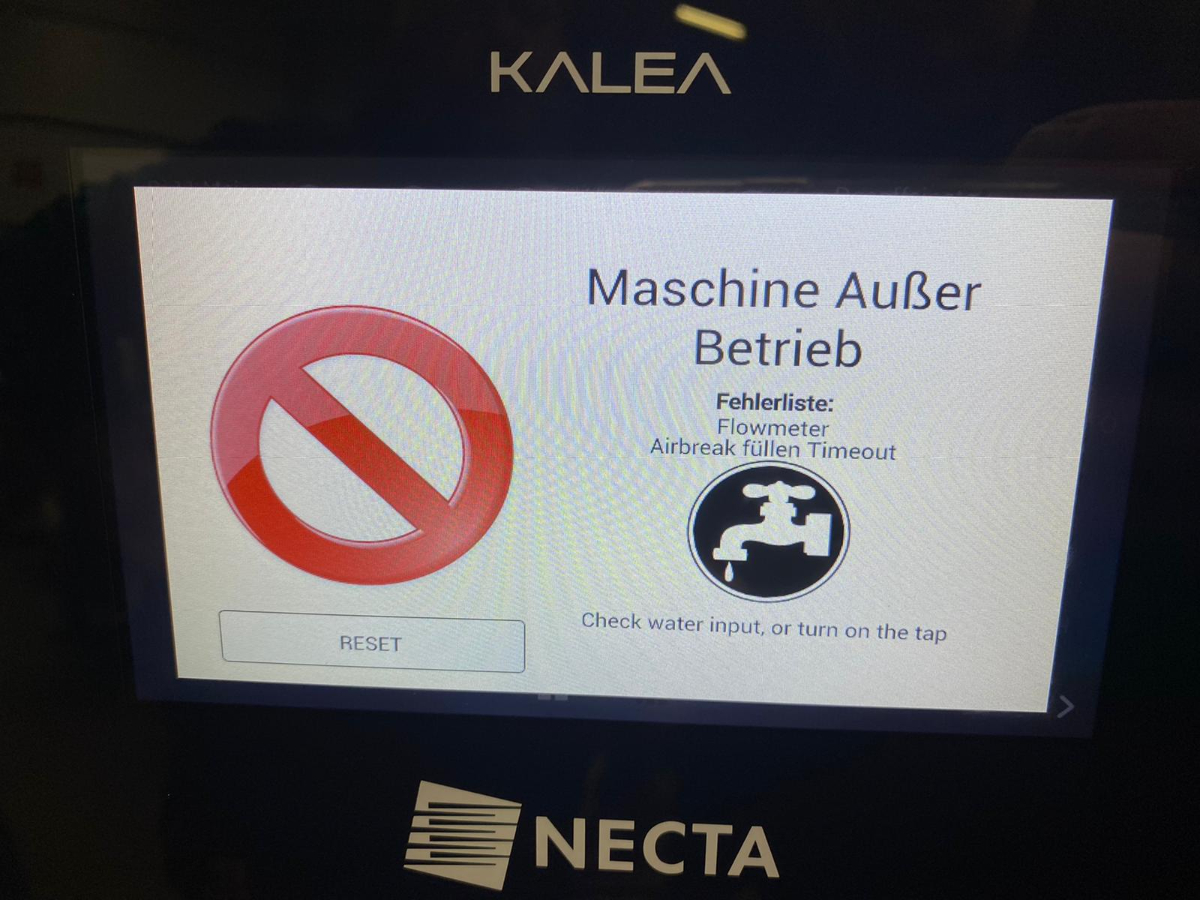 KALEA
Maschine Außer
Betrieb
Fehlerliste:
Flowmeter
Airbreak füllen Timeout
Check water input, or turn on the tap
RESET
NECTA